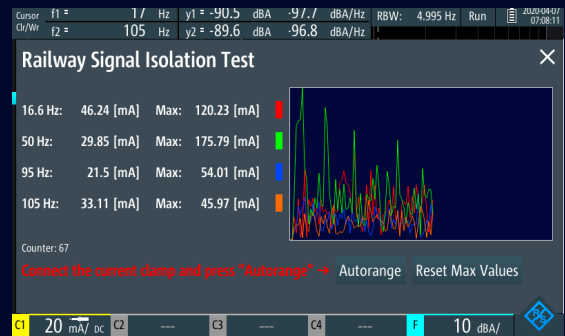 Cursor f1 = 17 Hz y1 = -90.5 dBA -97.7 dBA/Hz RBW: 4.995 Hz Run 2020-04-07
Clr/Wr f2 = 105 Hz y2 = -89.6 dBA -96.8 dBA/Hz 07:08:11
Railway Signal Isolation Test
16.6 Hz: 46.24 [mA] Max: 120.23 [mA]
50 Hz: 29.85 [mA] Max: 175.79 [mA]
95 Hz: 21.5 [mA] Max: 54.01 [mA]
105 Hz: 33.11 [mA] Max: 45.97 [mA]
Counter: 67
Connect the current clamp and press "Autorange" → Autorange Reset Max Values
C1 20 mA/ DC C2 --- C3 --- C4 --- F 10 dBA/ R&S